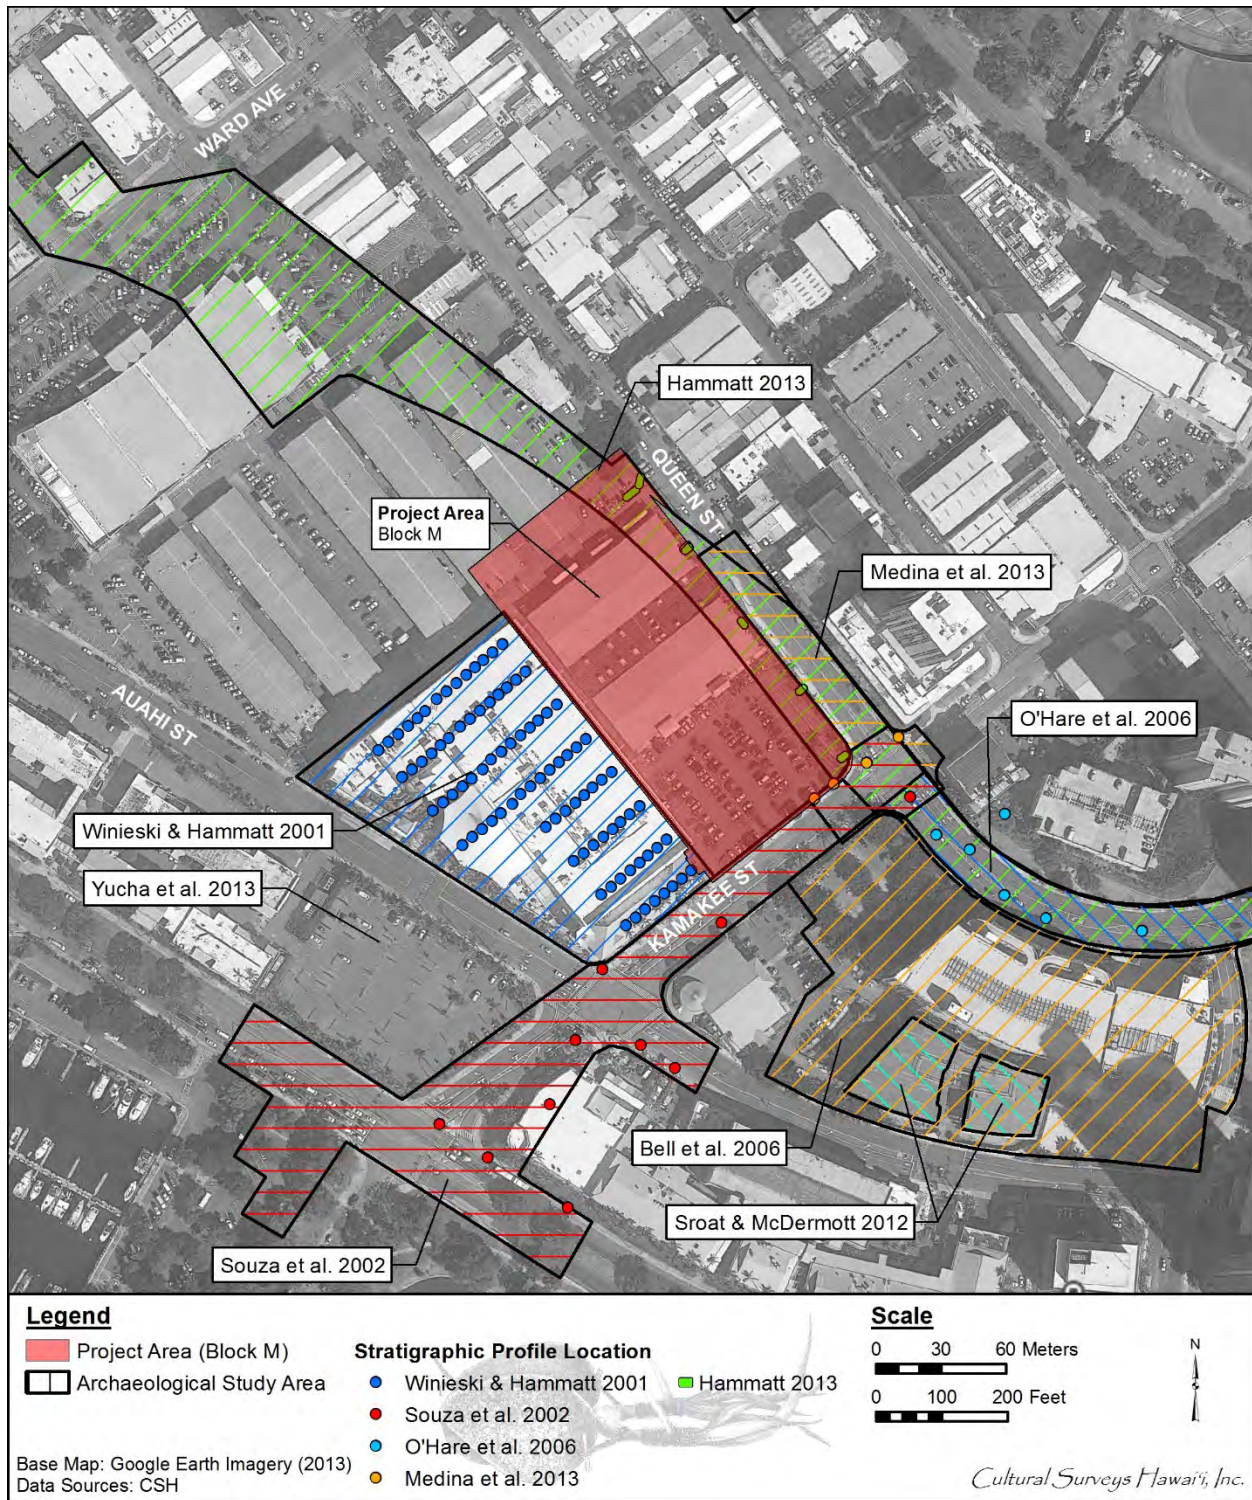 WARD AVE
Hammatt 2013
QUEEN ST
Project Area
Block M
Medina et al. 2013
AUAHI ST
O'Hare et al. 2006
Winieski & Hammatt 2001
Yucha et al. 2013
KAMAKEE ST
Bell et al. 2006
Sroat & McDermott 2012
Souza et al. 2002
Legend
Project Area (Block M)
Archaeological Study Area
Base Map: Google Earth Imagery (2013)
Data Sources: CSH
Stratigraphic Profile Location
Winieski & Hammatt 2001
Hammatt 2013
Souza et al. 2002
O'Hare et al. 2006
Medina et al. 2013
Scale
0 30 60 Meters
0 100 200 Feet
N
Cultural Surveys Hawai‘i, Inc.